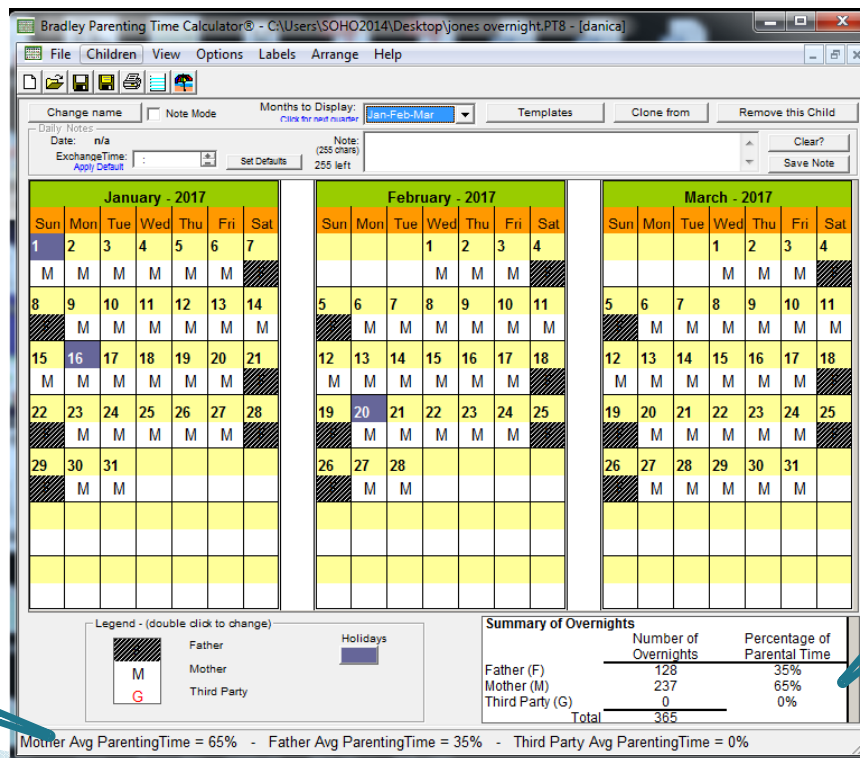 Bradley Parenting Time Calculator® - C:\Users\SOHO2014\Desktop\jones overnight.PT8 - [danica]
File Children View Options Labels Arrange Help
Change name Note Mode Months to Display: Jan-Feb-Mar Templates Clone from Remove this Child
Click for next quarter
Daily Notes
Date: n/a Note: Clear?
ExchangeTime: : Set Defaults (255 chars)
Apply Default 255 left Save Note
January - 2017 February - 2017 March - 2017
Sun Mon Tue Wed Thu Fri Sat Sun Mon Tue Wed Thu Fri Sat Sun Mon Tue Wed Thu Fri Sat
1 2 3 4 5 6 7 1 2 3 4 1 2 3 4
M M M M M M F M M M F M M M F
8 9 10 11 12 13 14 5 6 7 8 9 10 11 5 6 7 8 9 10 11
F M M M M M M F M M M M M M F M M M M M M
15 16 17 18 19 20 21 12 13 14 15 16 17 18 12 13 14 15 16 17 18
M M M M M M F M M M M M M F M M M M M M F
22 23 24 25 26 27 28 19 20 21 22 23 24 25 19 20 21 22 23 24 25
F M M M M M F F M M M M M F F M M M M M F
29 30 31 26 27 28 26 27 28 29 30 31
F M M F M M F M M M M M
Legend - (double click to change)
F Father Holidays
M Mother
G Third Party
Summary of Overnights
Number of Percentage of
Overnights Parental Time
Father (F) 128 35%
Mother (M) 237 65%
Third Party (G) 0 0%
Total 365
Mother Avg ParentingTime = 65% - Father Avg ParentingTime = 35% - Third Party Avg ParentingTime = 0%